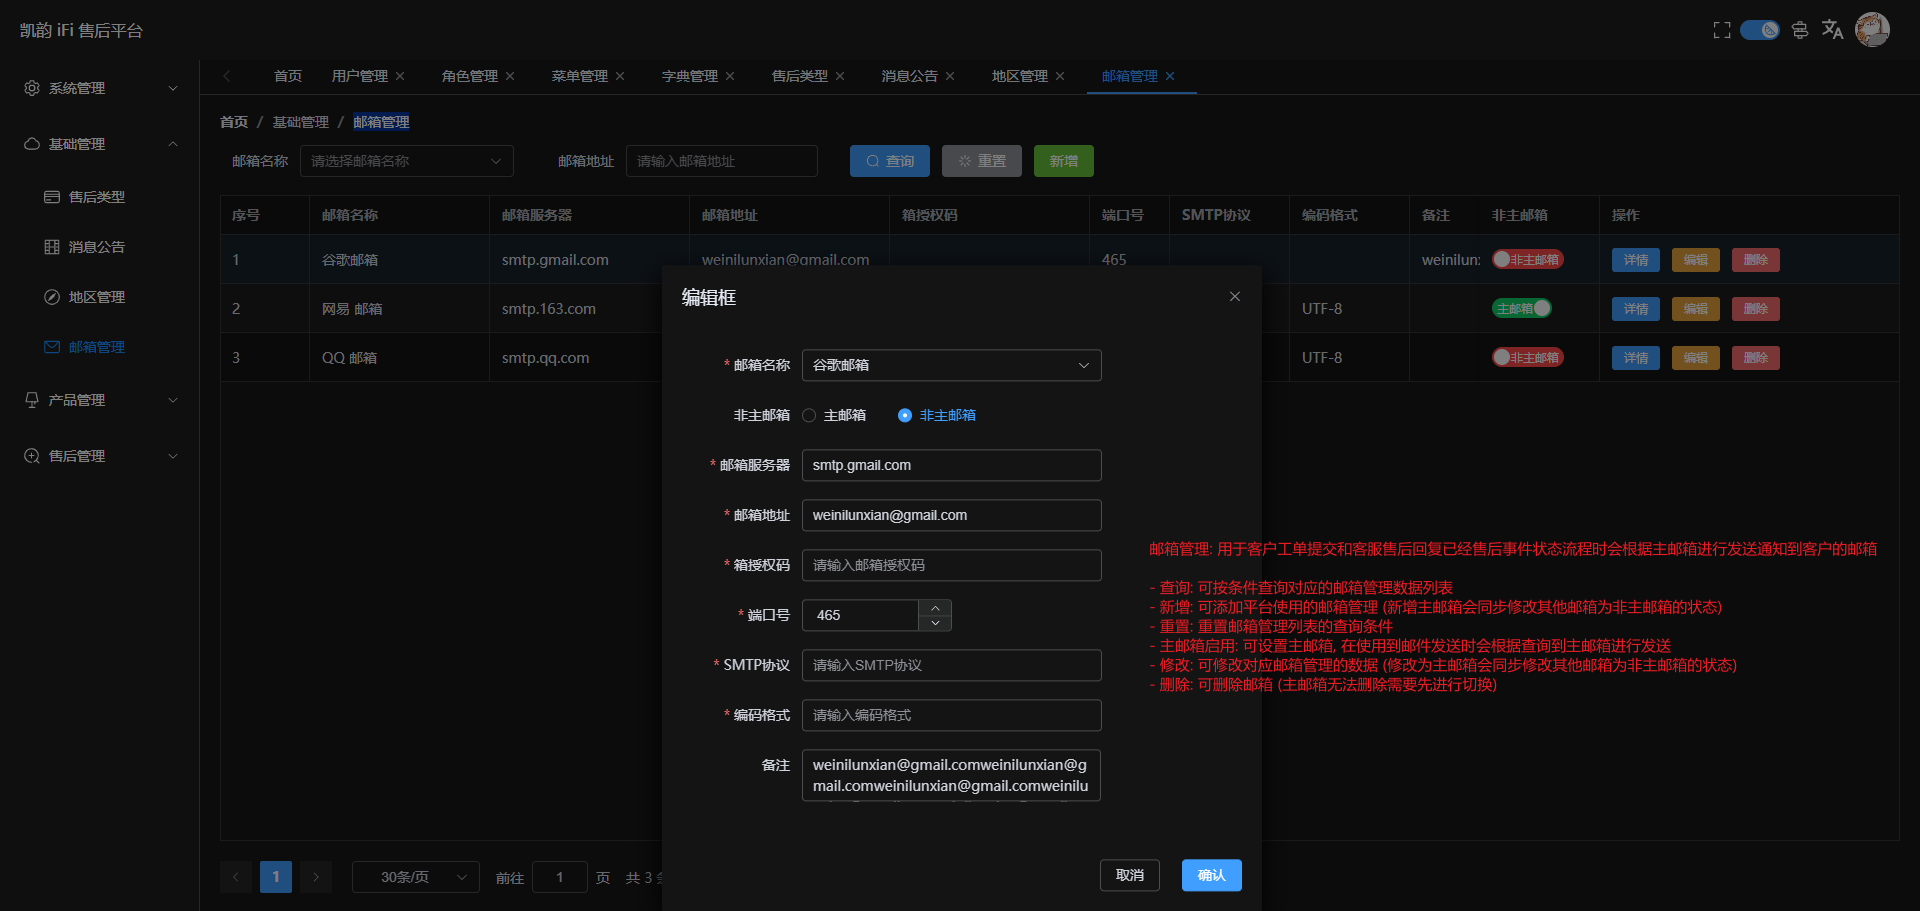 凯韵 iFi 售后平台
系统管理
基础管理
售后类型
消息公告
地区管理
邮箱管理
产品管理
售后管理
首页 用户管理 角色管理 菜单管理 字典管理 售后类型 消息公告 地区管理 邮箱管理
首页 / 基础管理 / 邮箱管理
邮箱名称 请选择邮箱名称 邮箱地址 请输入邮箱地址 查询 重置 新增
序号 邮箱名称 邮箱服务器 邮箱地址 箱授权码 端口号 SMTP协议 编码格式 备注 非主邮箱 操作
1 谷歌邮箱 smtp.gmail.com weinilunxian@gmail.com 465 weinilunx 非主邮箱 详情 编辑 删除
2 网易 邮箱 smtp.163.com UTF-8 主邮箱 详情 编辑 删除
3 QQ 邮箱 smtp.qq.com UTF-8 非主邮箱 详情 编辑 删除
编辑框
* 邮箱名称 谷歌邮箱
非主邮箱 主邮箱 非主邮箱
* 邮箱服务器 smtp.gmail.com
* 邮箱地址 weinilunxian@gmail.com
* 箱授权码 请输入邮箱授权码
* 端口号 465
* SMTP协议 请输入SMTP协议
* 编码格式 请输入编码格式
备注 weinilunxian@gmail.comweinilunxian@g
mail.comweinilunxian@gmail.comweinilu
取消 确认
邮箱管理: 用于客户工单提交和客服售后回复已经售后事件状态流程时会根据主邮箱进行发送通知到客户的邮箱
- 查询: 可按条件查询对应的邮箱管理数据列表
- 新增: 可添加平台使用的邮箱管理 (新增主邮箱会同步修改其他邮箱为非主邮箱的状态)
- 重置: 重置邮箱管理列表的查询条件
- 主邮箱启用: 可设置主邮箱, 在使用到邮件发送时会根据查询到主邮箱进行发送
- 修改: 可修改对应邮箱管理的数据 (修改为主邮箱会同步修改其他邮箱为非主邮箱的状态)
- 删除: 可删除邮箱 (主邮箱无法删除需要先进行切换)
1 30条/页 前往 1 页 共 3